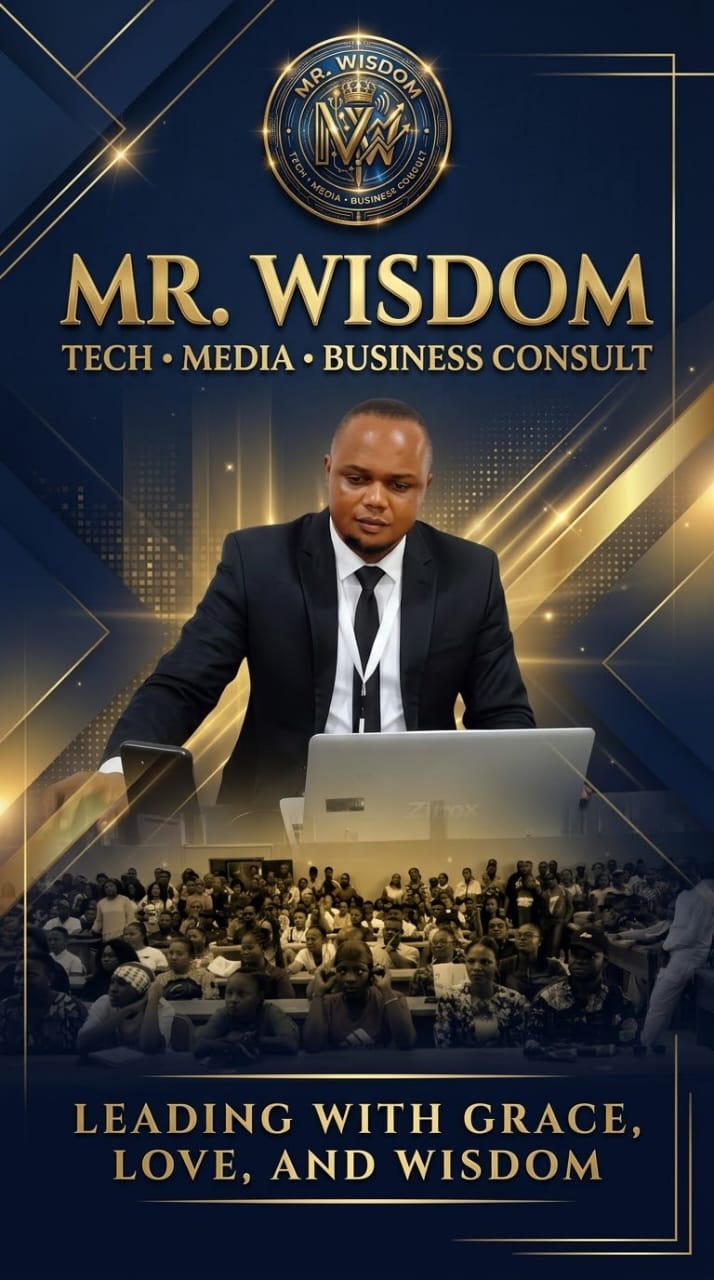 MR. WISDOM
TECH • MEDIA • BUSINESS CONSULT
MR. WISDOM
TECH • MEDIA • BUSINESS CONSULT
LEADING WITH GRACE,
LOVE, AND WISDOM